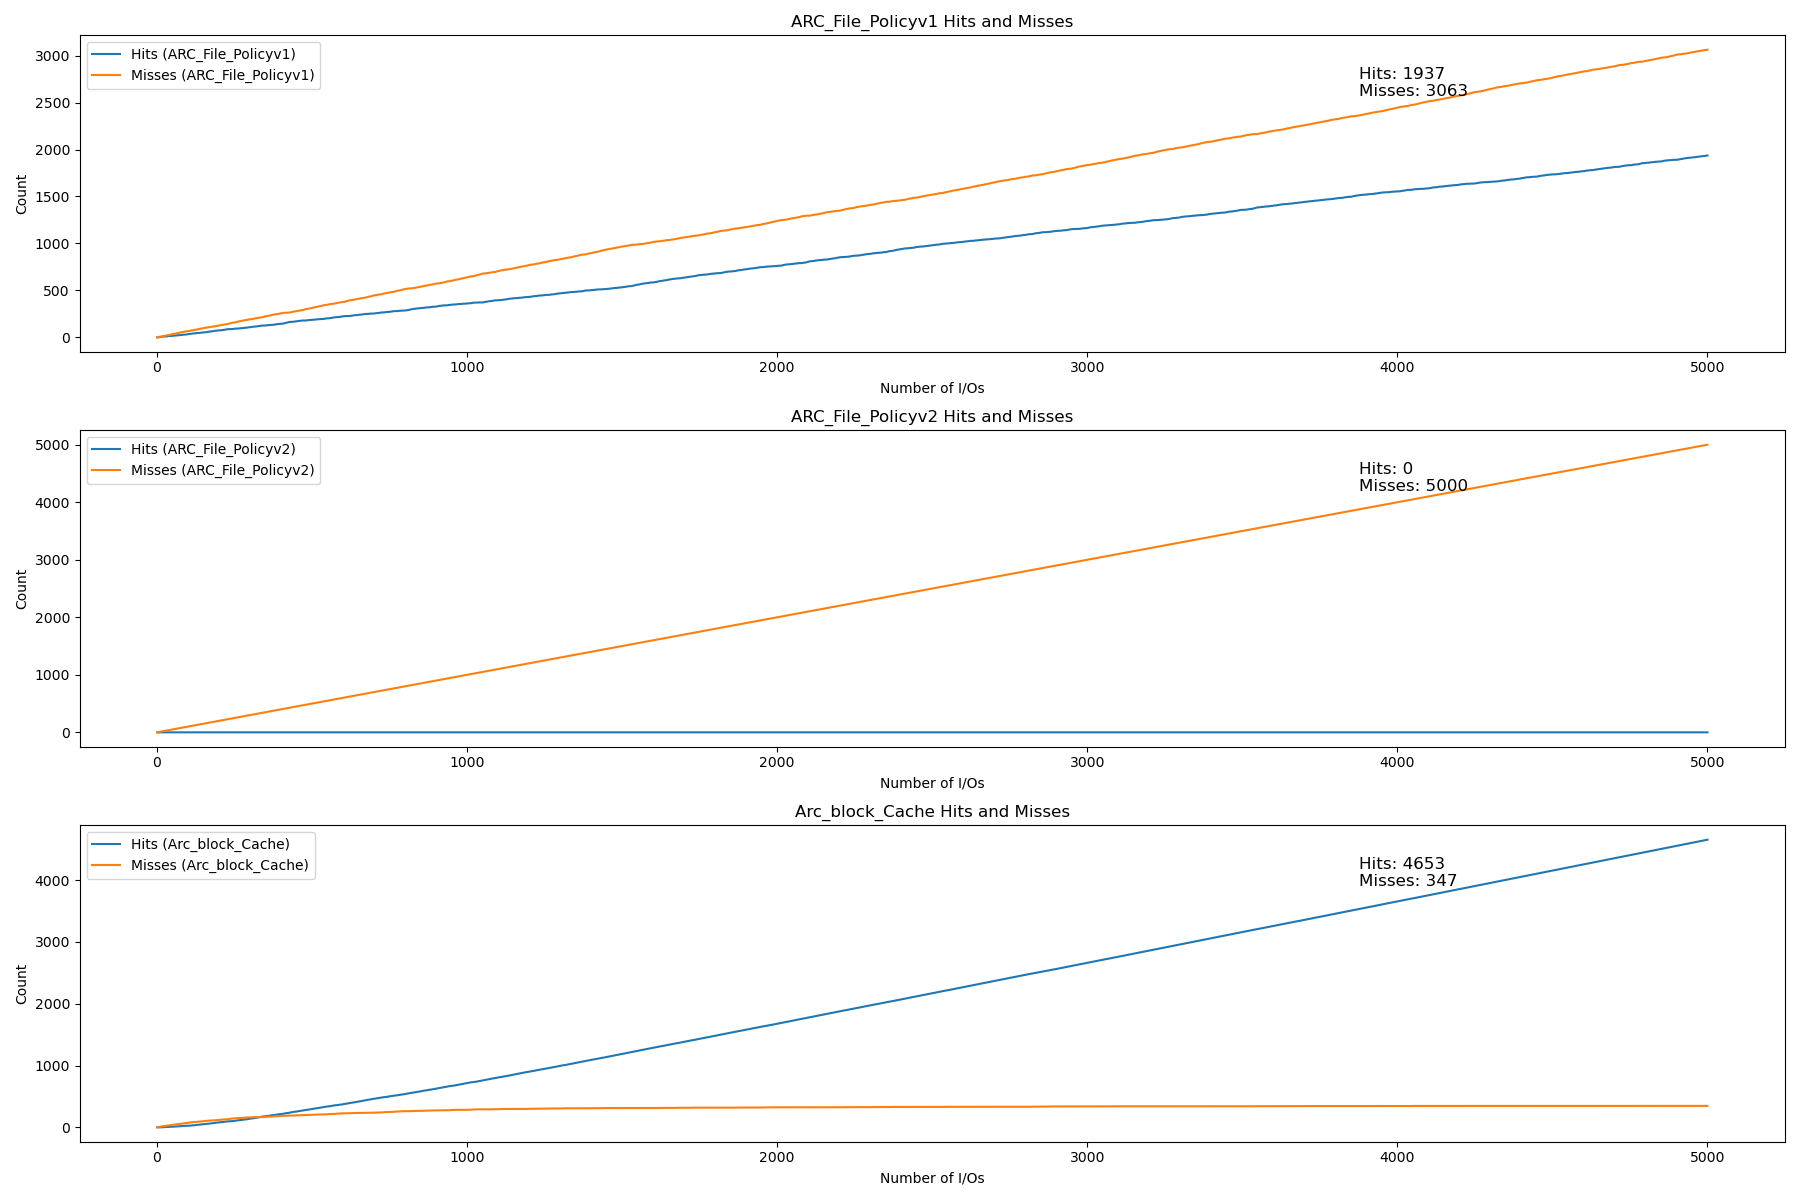 ARC_File_Policyv1 Hits and Misses
Hits (ARC_File_Policyv1)
Misses (ARC_File_Policyv1)
Hits: 1937
Misses: 3063
3000
2500
2000
1500
1000
500
0
Count
0 1000 2000 3000 4000 5000
Number of I/Os
ARC_File_Policyv2 Hits and Misses
Hits (ARC_File_Policyv2)
Misses (ARC_File_Policyv2)
Hits: 0
Misses: 5000
5000
4000
3000
2000
1000
0
Count
0 1000 2000 3000 4000 5000
Number of I/Os
Arc_block_Cache Hits and Misses
Hits (Arc_block_Cache)
Misses (Arc_block_Cache)
Hits: 4653
Misses: 347
4000
3000
2000
1000
0
Count
0 1000 2000 3000 4000 5000
Number of I/Os